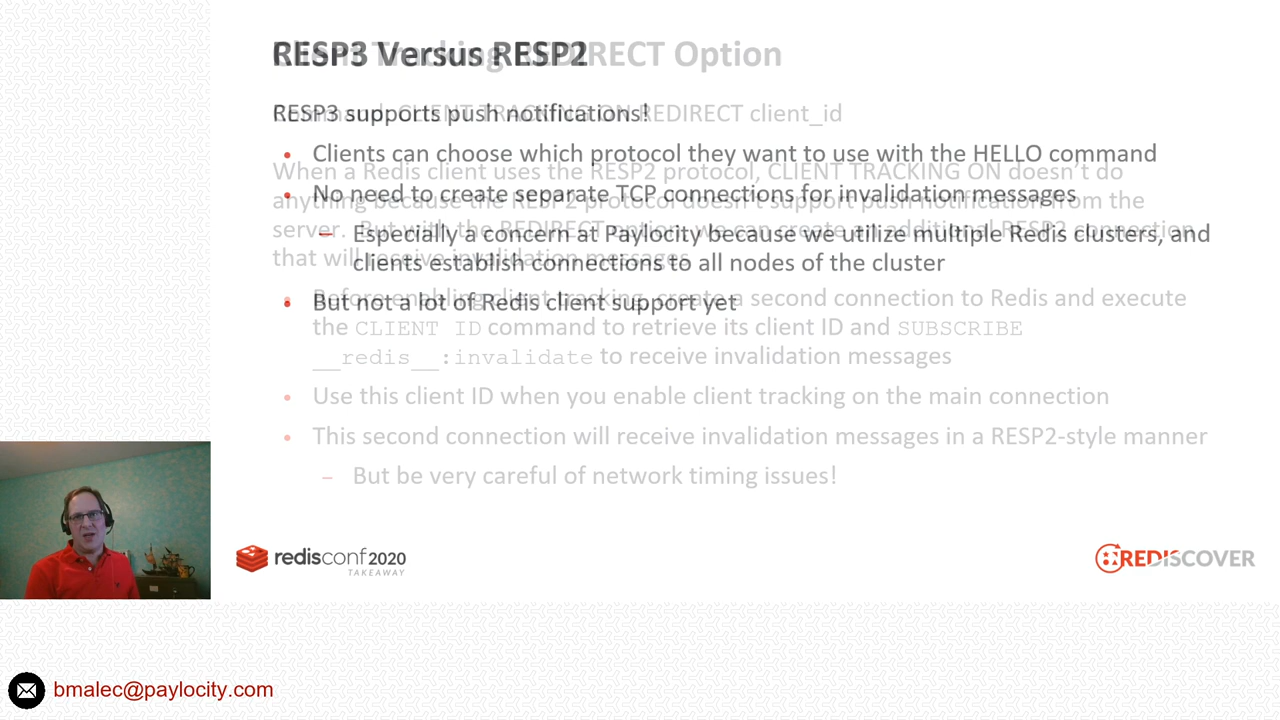 RESP3 Versus RESP2
Client Tracking REDIRECT Option
RESP3 supports push notifications!
CLIENT TRACKING ON REDIRECT client_id
Clients can choose which protocol they want to use with the HELLO command
When a Redis client uses the RESP2 protocol, CLIENT TRACKING ON doesn't do
No need to create separate TCP connections for invalidation messages
anything because the RESP2 protocol doesn't support push notifications from the
– Especially a concern at Paylocity because we utilize multiple Redis clusters, and
server. But with the REDIRECT option, we can create an additional RESP2 connection
clients establish connections to all nodes of the cluster
that will receive invalidation messages
But not a lot of Redis client support yet
Before enabling client tracking, create a second connection to Redis and execute
the CLIENT ID command to retrieve its client ID and SUBSCRIBE
__redis__:invalidate to receive invalidation messages
Use this client ID when you enable client tracking on the main connection
This second connection will receive invalidation messages in a RESP2-style manner
– But be very careful of network timing issues!
redisconf 2020
TAKEAWAY
REDISCOVER
bmalec@paylocity.com